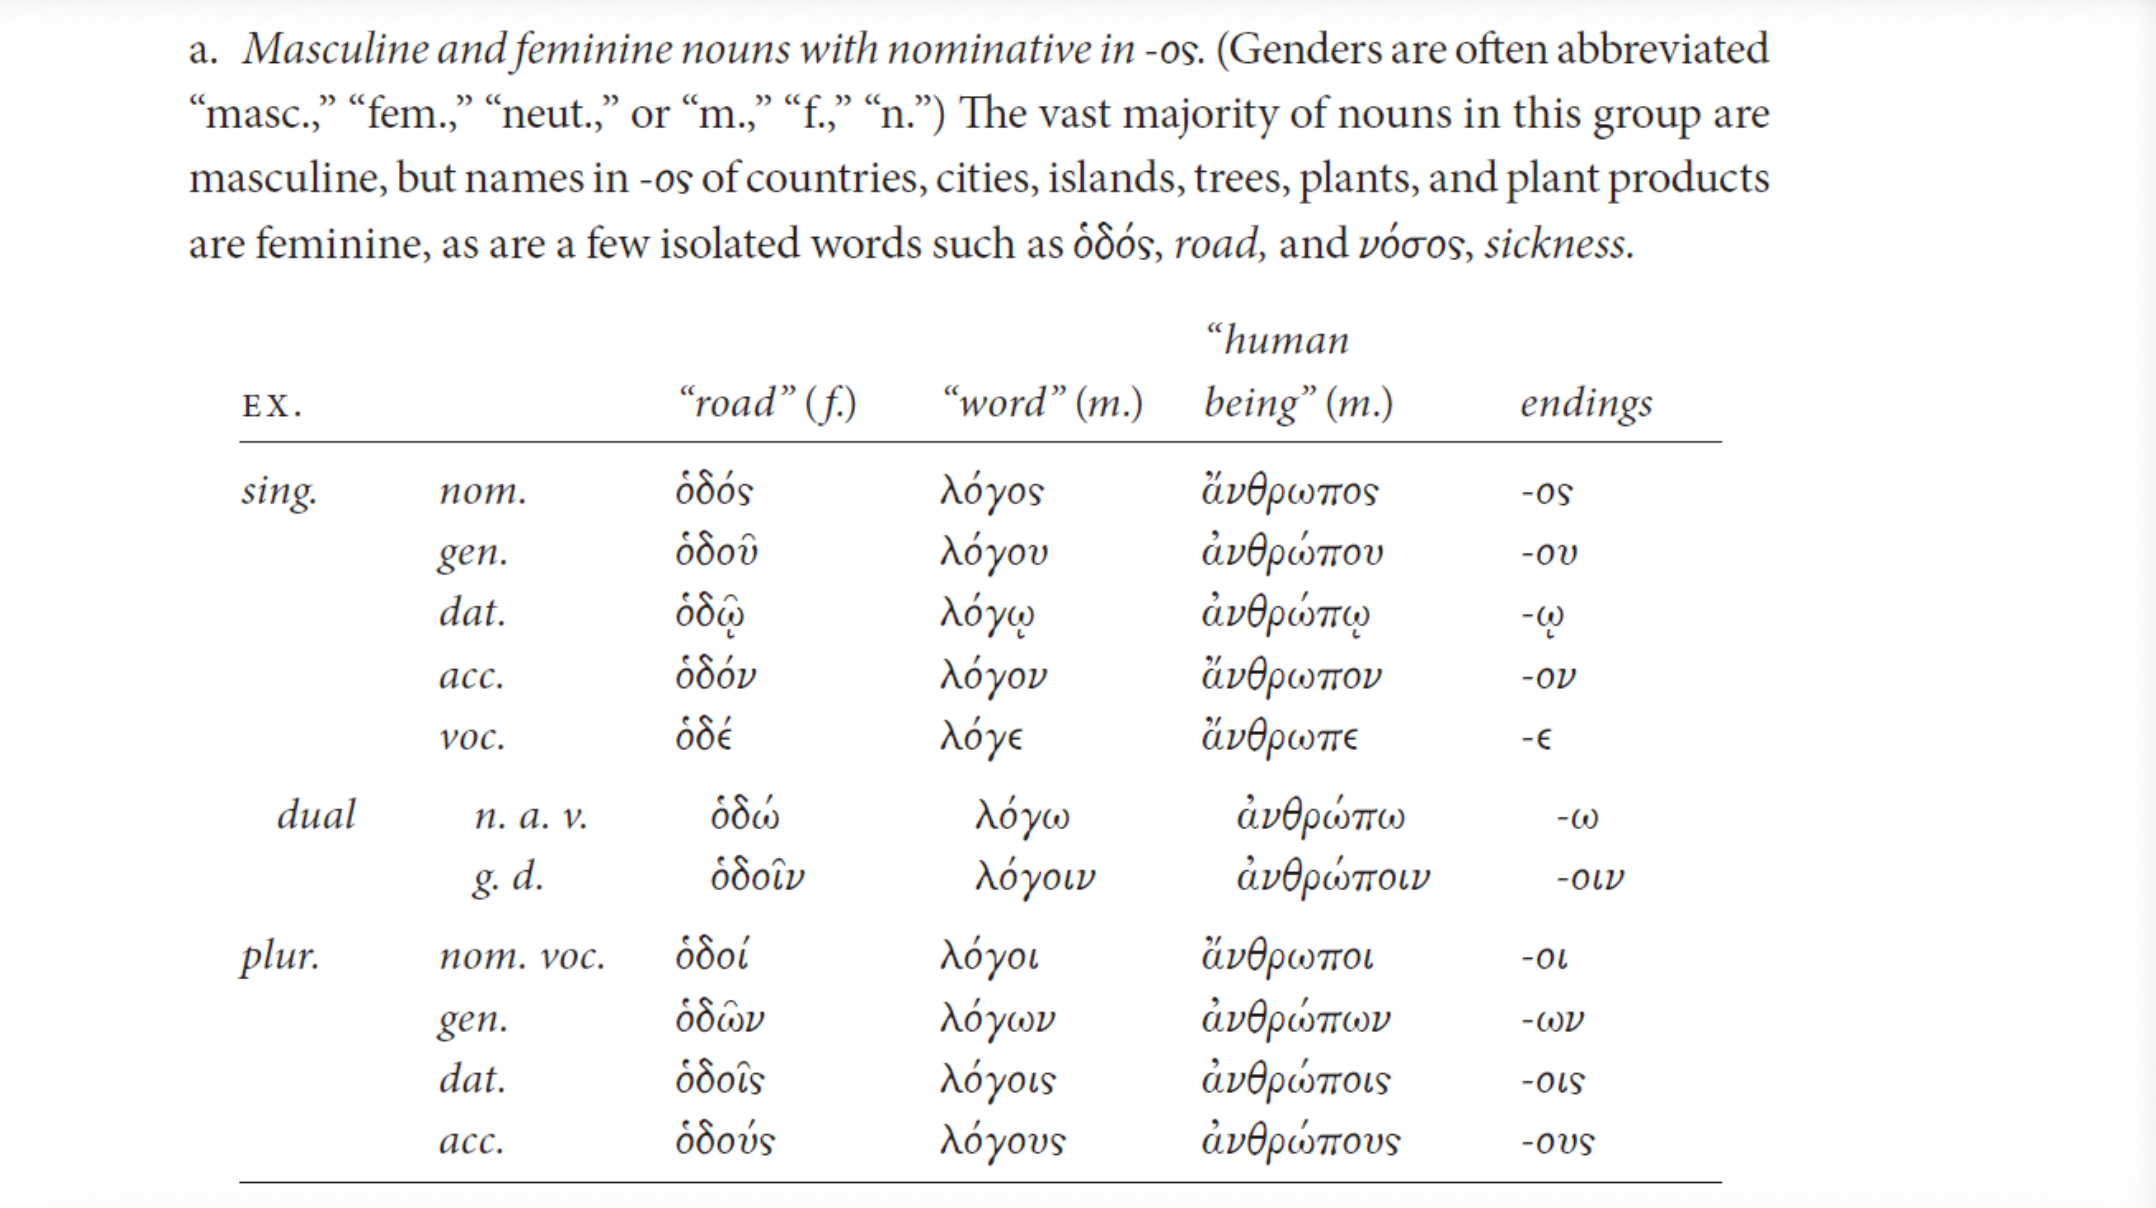 a. Masculine and feminine nouns with nominative in -ος. (Genders are often abbreviated
“masc.,” “fem.,” “neut.,” or “m.,” “f.,” “n.”) The vast majority of nouns in this group are
masculine, but names in -ος of countries, cities, islands, trees, plants, and plant products
are feminine, as are a few isolated words such as ὁδός, road, and νόσος, sickness.
“human
EX. “road” (f.) “word” (m.) being” (m.) endings
sing. nom. ὁδός λόγος ἄνθρωπος -ος
gen. ὁδοῦ λόγου ἀνθρώπου -ου
dat. ὁδῷ λόγῳ ἀνθρώπῳ -ῳ
acc. ὁδόν λόγον ἄνθρωπον -ον
voc. ὁδέ λόγε ἄνθρωπε -ε
dual n. a. v. ὁδώ λόγω ἀνθρώπω -ω
g. d. ὁδοῖν λόγοιν ἀνθρώποιν -οιν
plur. nom. voc. ὁδοί λόγοι ἄνθρωποι -οι
gen. ὁδῶν λόγων ἀνθρώπων -ων
dat. ὁδοῖς λόγοις ἀνθρώποις -οις
acc. ὁδούς λόγους ἀνθρώπους -ους